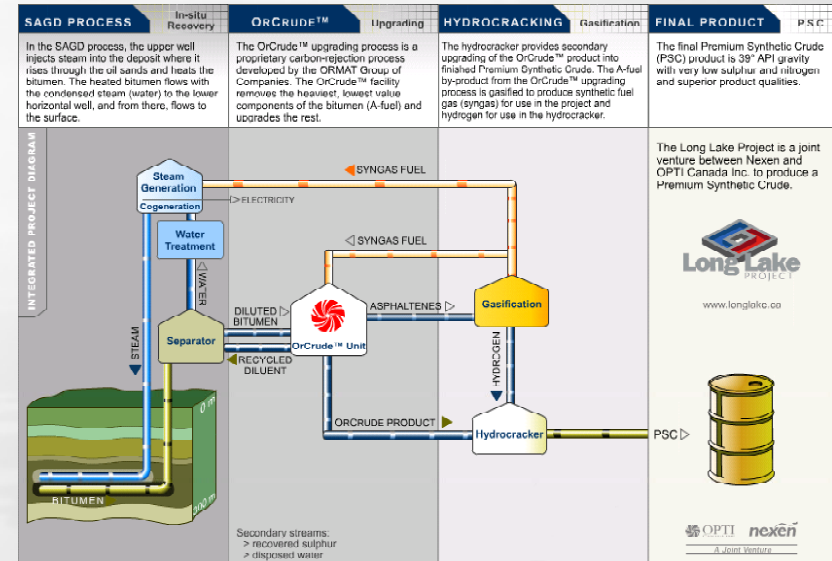 SAGD PROCESS
In-situ
Recovery
In the SAGD process, the upper well
injects steam into the deposit where it
rises through the oil sands and heats the
bitumen. The heated bitumen flows with
the condensed steam (water) to the lower
horizontal well, and from there, flows to
the surface.
ORCRUDE™
Upgrading
The OrCrude™ upgrading process is a
proprietary carbon-rejection process
developed by the ORMAT Group of
Companies. The OrCrude™ facility
removes the heaviest, lowest value
components of the bitumen (A-fuel) and
upgrades the rest.
HYDROCRACKING
Gasification
The hydrocracker provides secondary
upgrading of the OrCrude™ product into
finished Premium Synthetic Crude. The A-fuel
by-product from the OrCrude™ upgrading
process is gasified to produce synthetic fuel
gas (syngas) for use in the project and
hydrogen for use in the hydrocracker.
FINAL PRODUCT
PSC
The final Premium Synthetic Crude
(PSC) product is 39° API gravity
with very low sulphur and nitrogen
and superior product qualities.
INTEGRATED PROJECT DIAGRAM
Steam
Generation
Cogeneration
SYNGAS FUEL
ELECTRICITY
Water
Treatment
SYNGAS FUEL
WATER
DILUTED
BITUMEN
ASPHALTENES
Gasification
Separator
OrCrude™ Unit
STEAM
RECYCLED
DILUENT
HYDROGEN
ORCRUDE PRODUCT
Hydrocracker
PSC
0 m
BITUMEN
200 m
Secondary streams:
> recovered sulphur
> disposed water
The Long Lake Project is a joint
venture between Nexen and
OPTI Canada Inc. to produce a
Premium Synthetic Crude.
Long Lake
PROJECT
www.longlake.ca
OPTI nexen
A Joint Venture